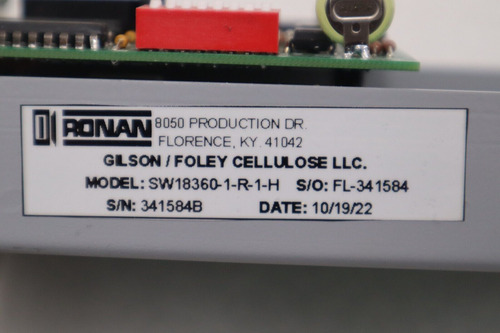 RONAN 8050 PRODUCTION DR.
FLORENCE, KY. 41042
GILSON / FOLEY CELLULOSE LLC.
MODEL: SW18360-1-R-1-H S/O: FL-341584
S/N: 341584B DATE: 10/19/22